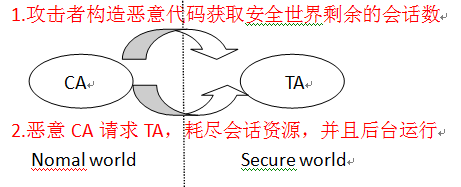 1.攻击者构造恶意代码获取安全世界剩余的会话数
CA TA
2.恶意 CA 请求 TA，耗尽会话资源，并且后台运行
Nomal world Secure world